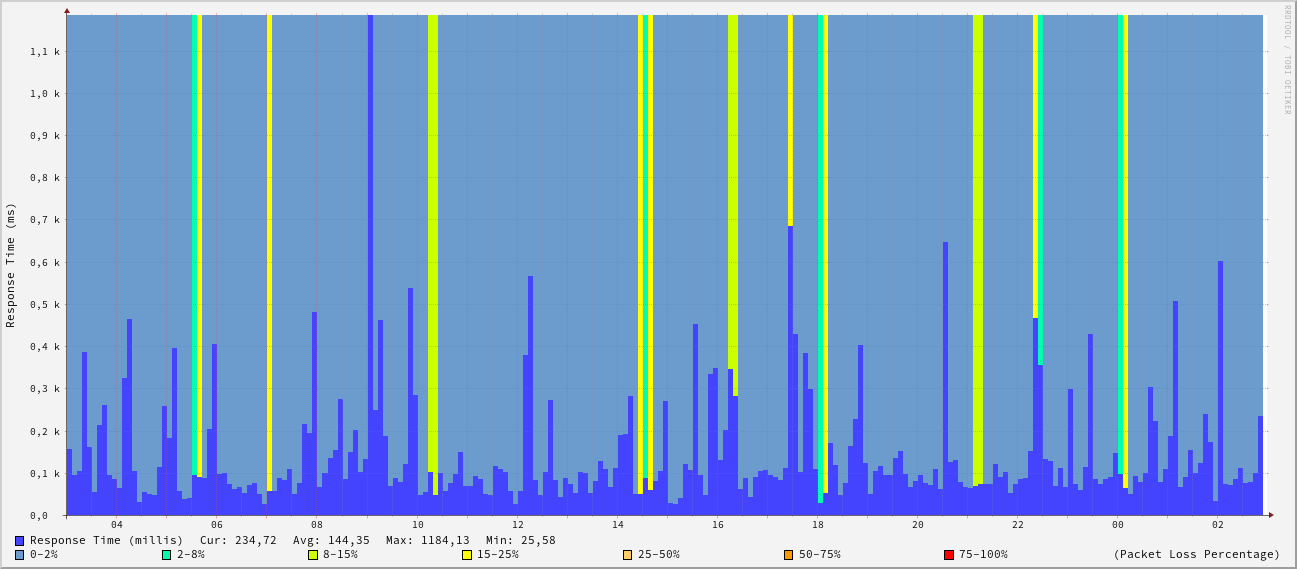 RRDTOOL / TOBI OETIKER
Response Time (ms)
1,1 k
1,0 k
0,9 k
0,8 k
0,7 k
0,6 k
0,5 k
0,4 k
0,3 k
0,2 k
0,1 k
0,0
04 06 08 10 12 14 16 18 20 22 00 02
Response Time (millis) Cur: 234,72 Avg: 144,35 Max: 1184,13 Min: 25,58
0-2% 2-8% 8-15% 15-25% 25-50% 50-75% 75-100% (Packet Loss Percentage)